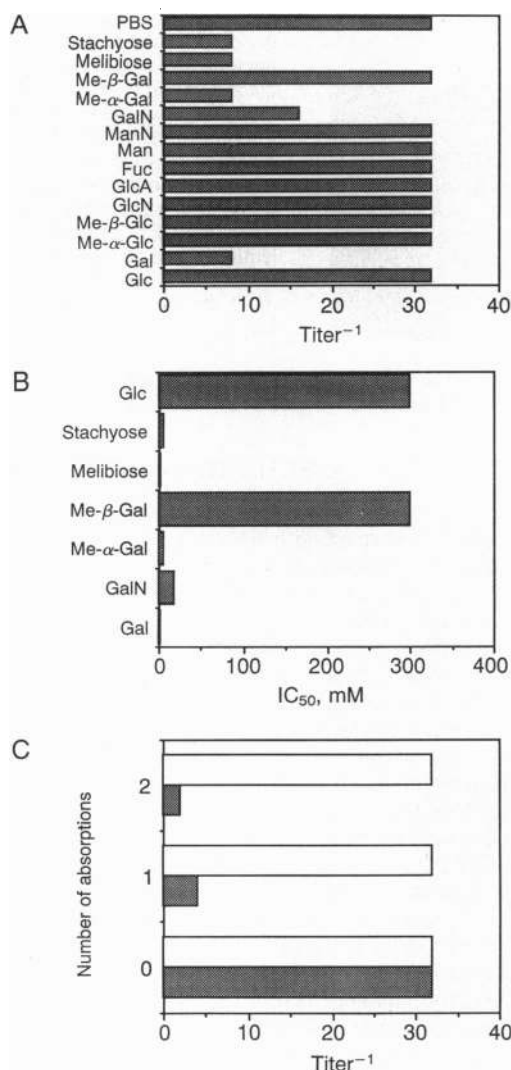 A
PBS
Stachyose
Melibiose
Me-β-Gal
Me-α-Gal
GalN
ManN
Man
Fuc
GlcA
GlcN
Me-β-Glc
Me-α-Glc
Gal
Glc
0 10 20 30 40
Titer⁻¹
B
Glc
Stachyose
Melibiose
Me-β-Gal
Me-α-Gal
GalN
Gal
100 200 300 400
IC₅₀, mM
C
Number of absorptions
2
1
0
0 10 20 30 40
Titer⁻¹